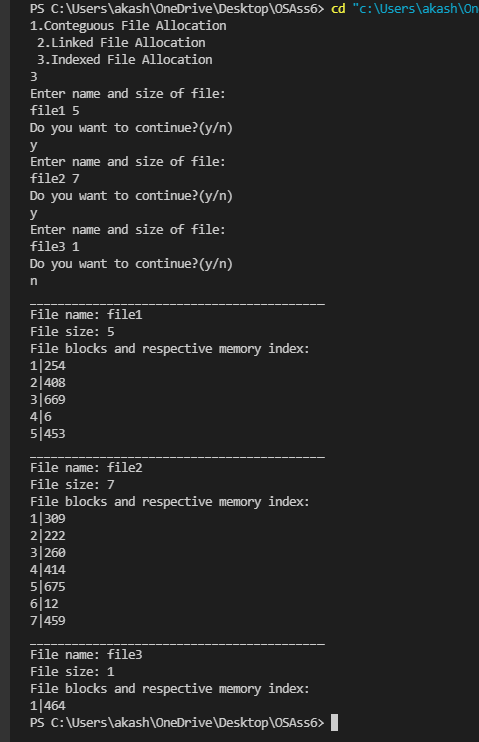 PS C:\Users\akash\OneDrive\Desktop\OSAss6> cd "c:\Users\akash\On
1.Conteguous File Allocation
2.Linked File Allocation
3.Indexed File Allocation
3
Enter name and size of file:
file1 5
Do you want to continue?(y/n)
y
Enter name and size of file:
file2 7
Do you want to continue?(y/n)
y
Enter name and size of file:
file3 1
Do you want to continue?(y/n)
n
__________________________________________
File name: file1
File size: 5
File blocks and respective memory index:
1|254
2|408
3|669
4|6
5|453
__________________________________________
File name: file2
File size: 7
File blocks and respective memory index:
1|309
2|222
3|260
4|414
5|675
6|12
7|459
__________________________________________
File name: file3
File size: 1
File blocks and respective memory index:
1|464
PS C:\Users\akash\OneDrive\Desktop\OSAss6>